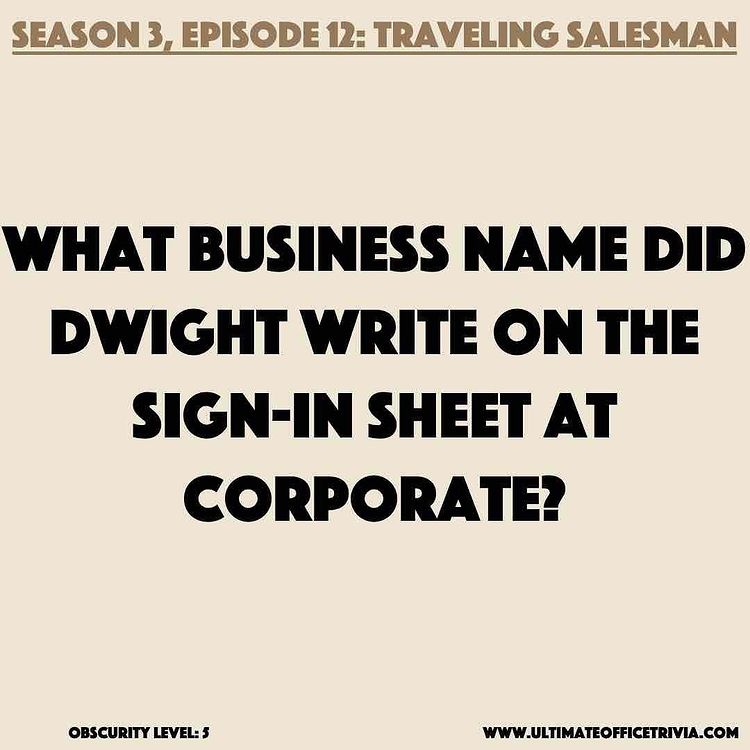 SEASON 3, EPISODE 12: TRAVELING SALESMAN
WHAT BUSINESS NAME DID
DWIGHT WRITE ON THE
SIGN-IN SHEET AT
CORPORATE?
OBSCURITY LEVEL: 5
WWW.ULTIMATEOFFICETRIVIA.COM